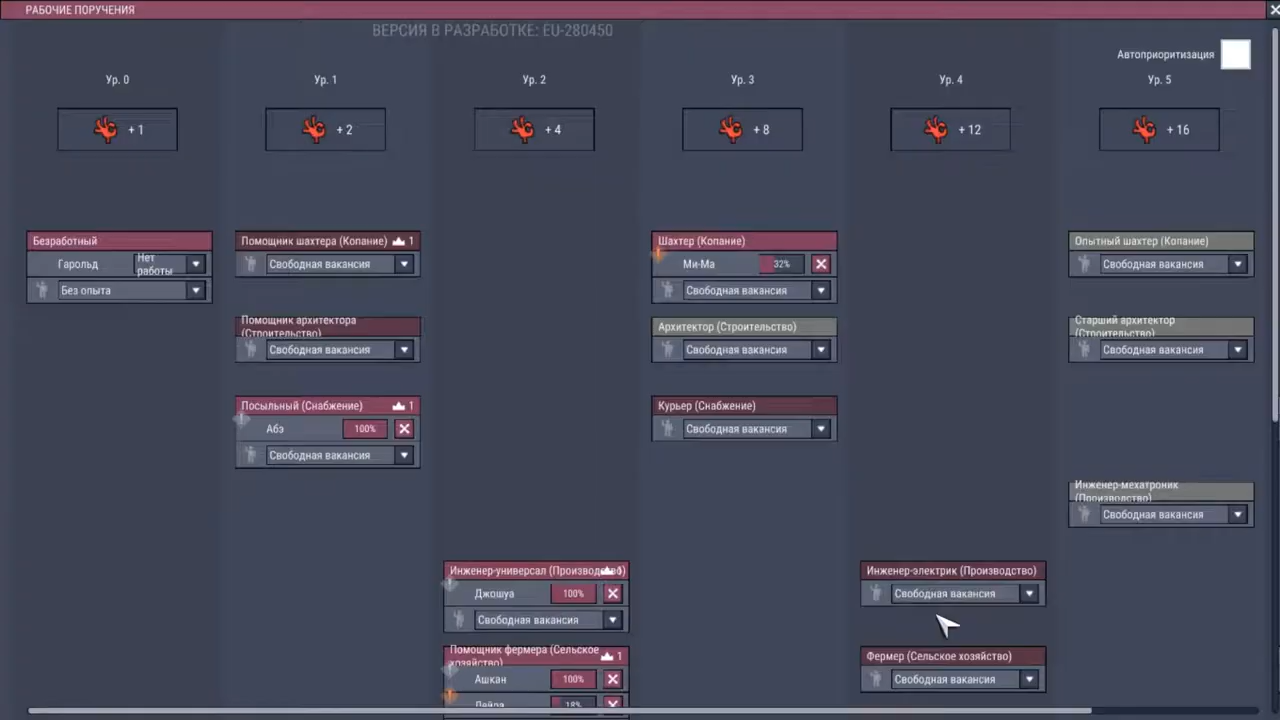 РАБОЧИЕ ПОРУЧЕНИЯ
ВЕРСИЯ В РАЗРАБОТКЕ: EU-280450
Автоприоритизация
Ур. 0
Ур. 1
Ур. 2
Ур. 3
Ур. 4
Ур. 5
+ 1
+ 2
+ 4
+ 8
+ 12
+ 16
Безработный
Гарольд
Нет
работы
Без опыта
Помощник шахтера (Копание) 1
Свободная вакансия
Шахтер (Копание)
Ми-Ма 32%
Свободная вакансия
Опытный шахтер (Копание)
Свободная вакансия
Помощник архитектора
(Строительство)
Свободная вакансия
Архитектор (Строительство)
Свободная вакансия
Старший архитектор
(Строительство)
Свободная вакансия
Посыльный (Снабжение) 1
Абэ 100%
Свободная вакансия
Курьер (Снабжение)
Свободная вакансия
Инженер-мехатроник
(Производство)
Свободная вакансия
Инженер-универсал (Производство)
Джошуа 100%
Свободная вакансия
Инженер-электрик (Производство)
Свободная вакансия
Помощник фермера (Сельское
хозяйство) 1
Ашкан 100%
Лейла 18%
Фермер (Сельское хозяйство)
Свободная вакансия